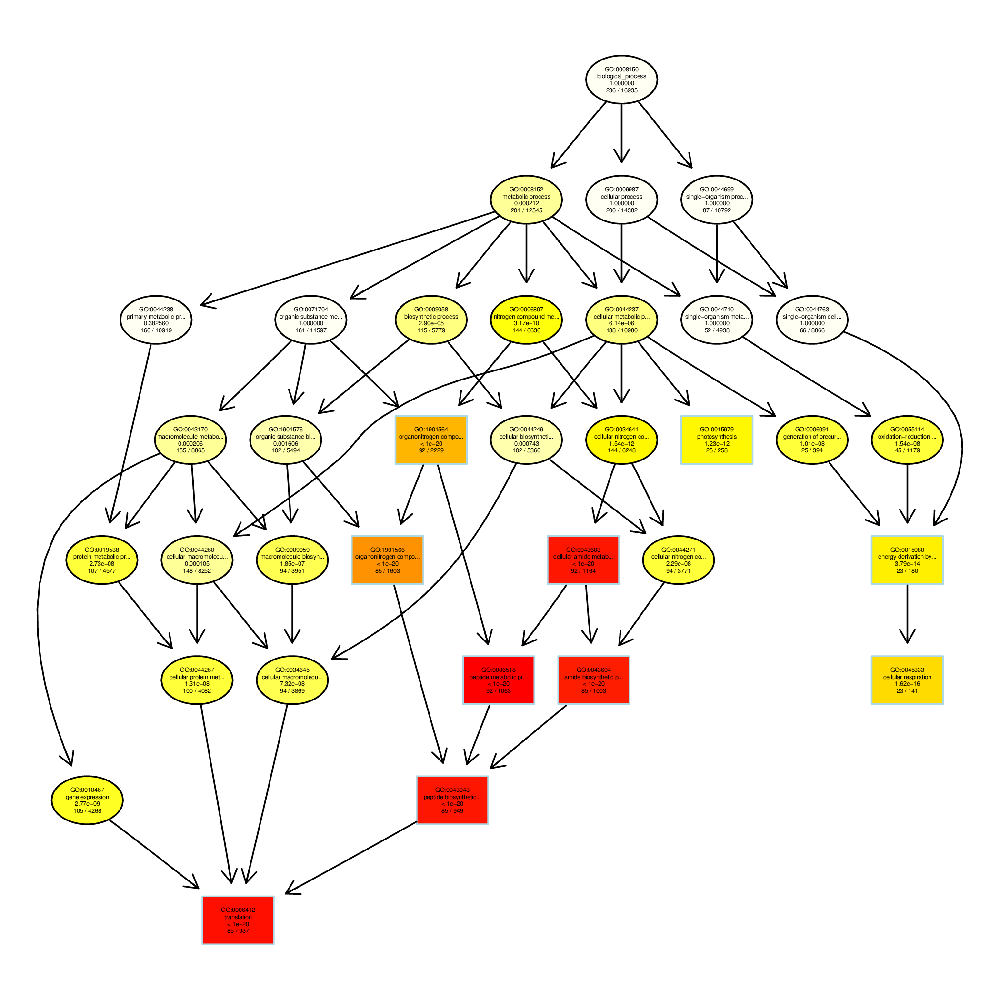 GO:0008150
biological_process
1.000000
236 / 16935
GO:0008152
metabolic process
0.000212
201 / 12545
GO:0009987
cellular process
1.000000
200 / 14382
GO:0044699
single−organism proc...
1.000000
87 / 10792
GO:0044238
primary metabolic pr...
0.382560
160 / 10919
GO:0071704
organic substance me...
1.000000
161 / 11597
GO:0009058
biosynthetic process
2.90e−05
115 / 5779
GO:0006807
nitrogen compound me...
3.17e−10
144 / 6636
GO:0044237
cellular metabolic p...
6.14e−06
188 / 10980
GO:0044710
single−organism meta...
1.000000
52 / 4938
GO:0044763
single−organism cell...
1.000000
66 / 8866
GO:0043170
macromolecule metabo...
0.000206
155 / 8865
GO:1901576
organic substance bi...
0.001606
102 / 5494
GO:1901564
organonitrogen compo...
< 1e−20
92 / 2229
GO:0044249
cellular biosyntheti...
0.000743
102 / 5360
GO:0034641
cellular nitrogen co...
1.54e−12
144 / 6248
GO:0015979
photosynthesis
1.23e−12
25 / 258
GO:0006091
generation of precur...
1.01e−08
25 / 394
GO:0055114
oxidation−reduction ...
1.54e−08
45 / 1179
GO:0019538
protein metabolic pr...
2.73e−08
107 / 4577
GO:0044260
cellular macromolecu...
0.000105
148 / 8252
GO:0009059
macromolecule biosyn...
1.85e−07
94 / 3951
GO:1901566
organonitrogen compo...
< 1e−20
85 / 1603
GO:0043603
cellular amide metab...
< 1e−20
92 / 1164
GO:0044271
cellular nitrogen co...
2.29e−08
94 / 3771
GO:0015980
energy derivation by...
3.79e−14
23 / 180
GO:0044267
cellular protein met...
1.31e−08
100 / 4082
GO:0034645
cellular macromolecu...
7.32e−08
94 / 3869
GO:0006518
peptide metabolic pr...
< 1e−20
92 / 1063
GO:0043604
amide biosynthetic p...
< 1e−20
85 / 1003
GO:0045333
cellular respiration
1.62e−16
23 / 141
GO:0010467
gene expression
2.77e−09
105 / 4268
GO:0043043
peptide biosynthetic...
< 1e−20
85 / 949
GO:0006412
translation
< 1e−20
85 / 937